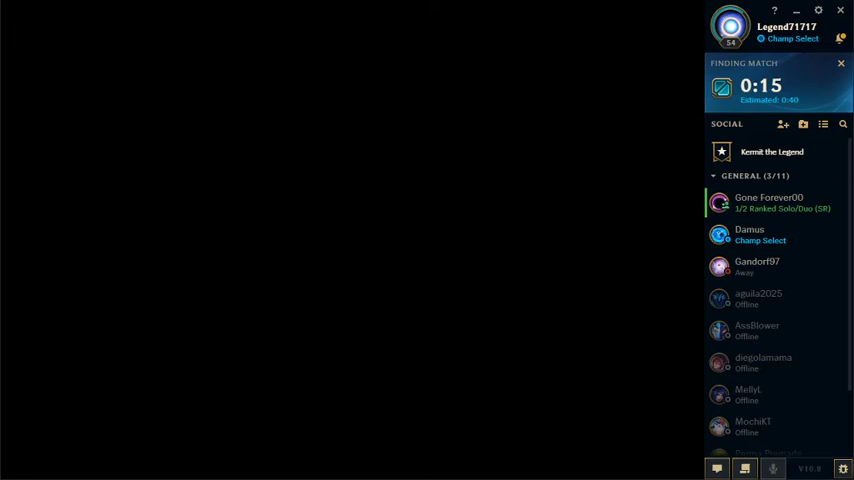 ?
Legend71717
54
Champ Select
FINDING MATCH
0:15
Estimated: 0:40
SOCIAL
Kermit the Legend
GENERAL (3/11)
Gone Forever00
1/2 Ranked Solo/Duo (SR)
Damus
Champ Select
Gandorf97
Away
aguila2025
Offline
AssBlower
Offline
diegolamama
Offline
MellyL
Offline
MochiKT
Offline
V10.8